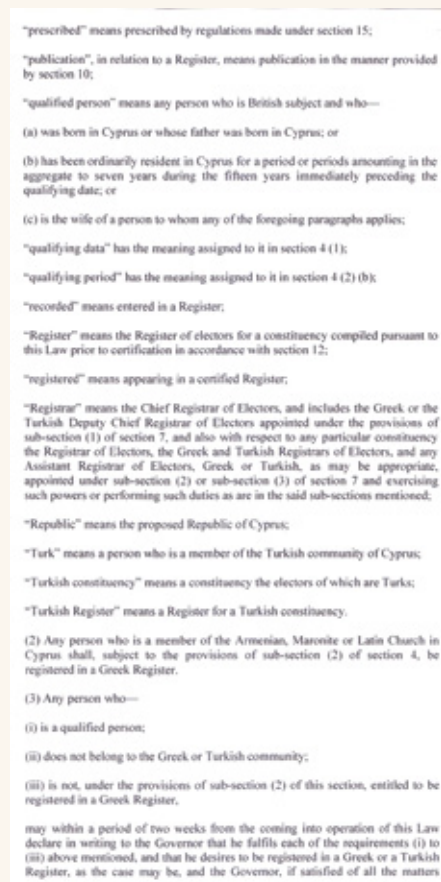 "prescribed" means prescribed by regulations made under section 15;
"publication", in relation to a Register, means publication in the manner provided
by section 10;
"qualified person" means any person who is British subject and who—
(a) was born in Cyprus or whose father was born in Cyprus; or
(b) has been ordinarily resident in Cyprus for a period or periods amounting in the
aggregate to seven years during the fifteen years immediately preceding the
qualifying date; or
(c) is the wife of a person to whom any of the foregoing paragraphs applies;
"qualifying data" has the meaning assigned to it in section 4 (1);
"qualifying period" has the meaning assigned to it in section 4 (2) (b);
"recorded" means entered in a Register;
"Register" means the Register of electors for a constituency compiled pursuant to
this Law prior to certification in accordance with section 12;
"registered" means appearing in a certified Register;
"Registrar" means the Chief Registrar of Electors, and includes the Greek or the
Turkish Deputy Chief Registrar of Electors appointed under the provisions of
sub-section (1) of section 7, and also with respect to any particular constituency
the Registrar of Electors, the Greek and Turkish Registrars of Electors, and any
Assistant Registrar of Electors, Greek or Turkish, as may be appropriate,
appointed under sub-section (2) or sub-section (3) of section 7 and exercising
such powers or performing such duties as are in the said sub-sections mentioned;
"Republic" means the proposed Republic of Cyprus;
"Turk" means a person who is a member of the Turkish community of Cyprus;
"Turkish constituency" means a constituency the electors of which are Turks;
"Turkish Register" means a Register for a Turkish constituency.
(2) Any person who is a member of the Armenian, Maronite or Latin Church in
Cyprus shall, subject to the provisions of sub-section (2) of section 4, be
registered in a Greek Register.
(3) Any person who—
(i) is a qualified person;
(ii) does not belong to the Greek or Turkish community;
(iii) is not, under the provisions of sub-section (2) of this section, entitled to be
registered in a Greek Register,
may within a period of two weeks from the coming into operation of this Law
declare in writing to the Governor that he fulfils each of the requirements (i) to
(iii) above mentioned, and that he desires to be registered in a Greek or a Turkish
Register, as the case may be, and the Governor, if satisfied of all the matters